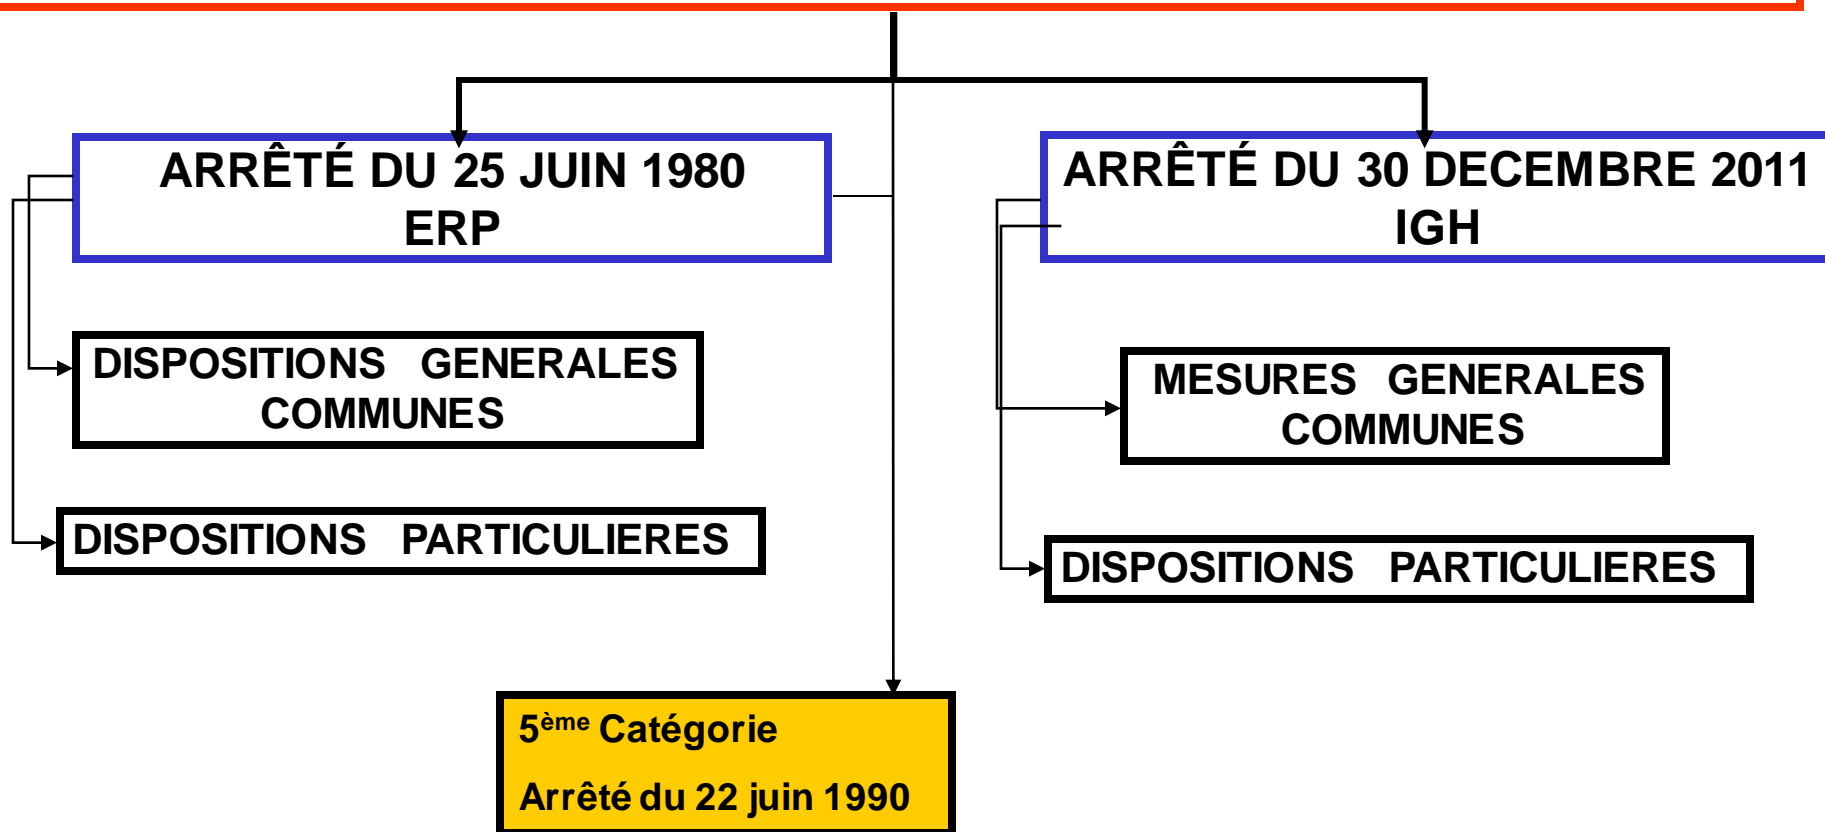 ARRÊTÉ DU 25 JUIN 1980
ERP
ARRÊTÉ DU 30 DECEMBRE 2011
IGH
DISPOSITIONS GENERALES
COMMUNES
MESURES GENERALES
COMMUNES
DISPOSITIONS PARTICULIERES
DISPOSITIONS PARTICULIERES
5ème Catégorie
Arrêté du 22 juin 1990